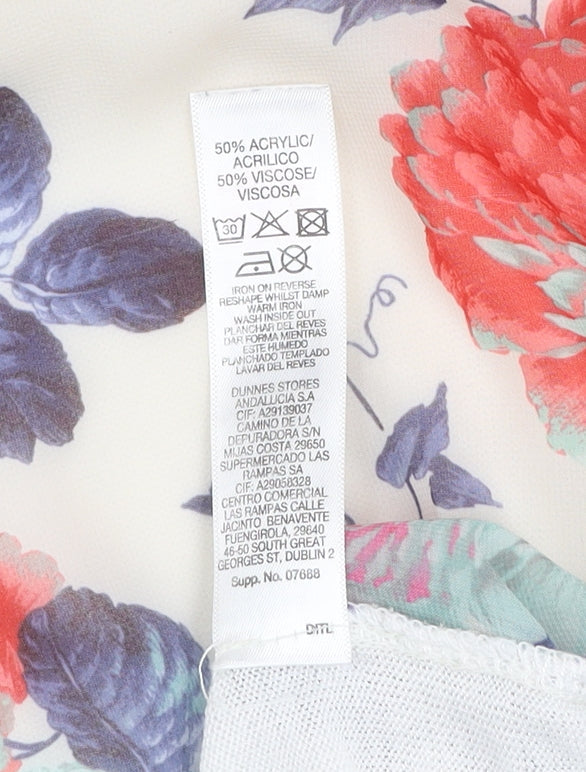 50% ACRYLIC/
ACRILICO
50% VISCOSE/
VISCOSA
30
IRON ON REVERSE
RESHAPE WHILST DAMP
WARM IRON
WASH INSIDE OUT
PLANCHAR DEL REVES
DAR FORMA MIENTRAS
ESTE HUMEDO
PLANCHADO TEMPLADO
LAVAR DEL REVES
DUNNES STORES
ANDALUCIA S.A
CIF: A29139037
CAMINO DE LA
DEPURADORA S/N
MIJAS COSTA 29650
SUPERMERCADO LAS
RAMPAS SA
CIF: A29058328
CENTRO COMERCIAL
LAS RAMPAS CALLE
JACINTO BENAVENTE
FUENGIROLA, 29640
46-50 SOUTH GREAT
GEORGES ST, DUBLIN 2
Supp. No. 07688